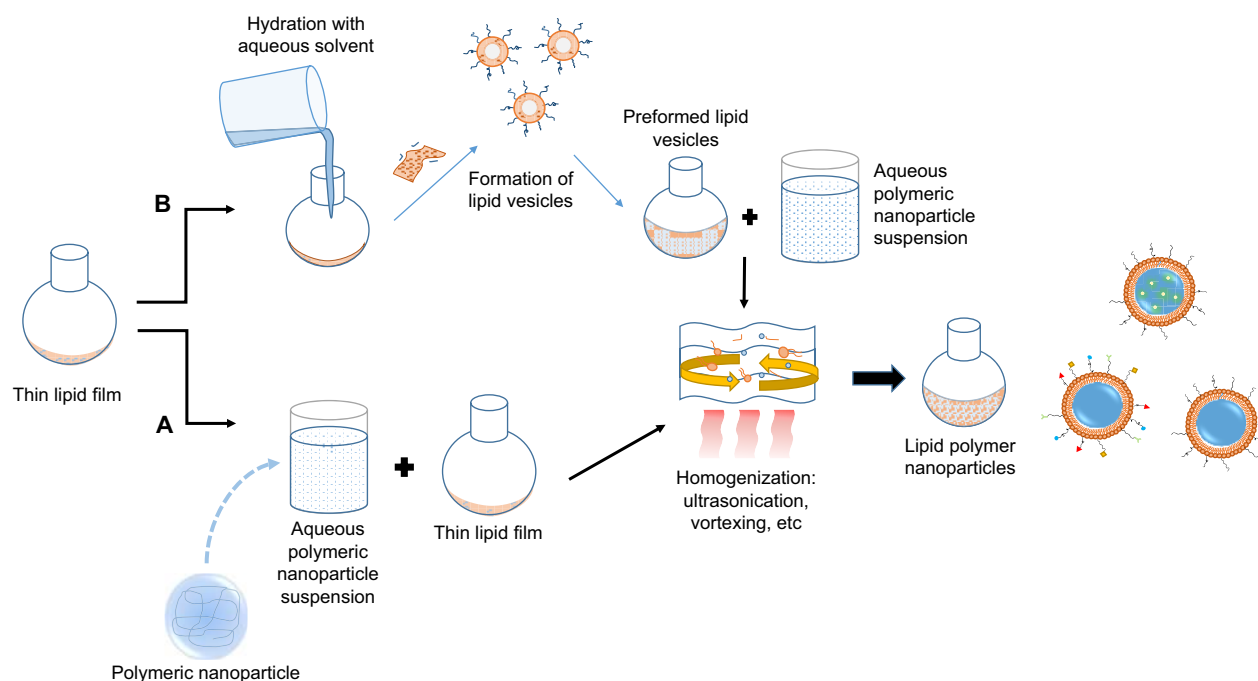 Hydration with
aqueous solvent
B
Formation of
lipid vesicles
Preformed lipid
vesicles
Aqueous
polymeric
nanoparticle
suspension
Thin lipid film
A
Aqueous
polymeric
nanoparticle
suspension
Thin lipid film
Homogenization:
ultrasonication,
vortexing, etc
Lipid polymer
nanoparticles
Polymeric nanoparticle